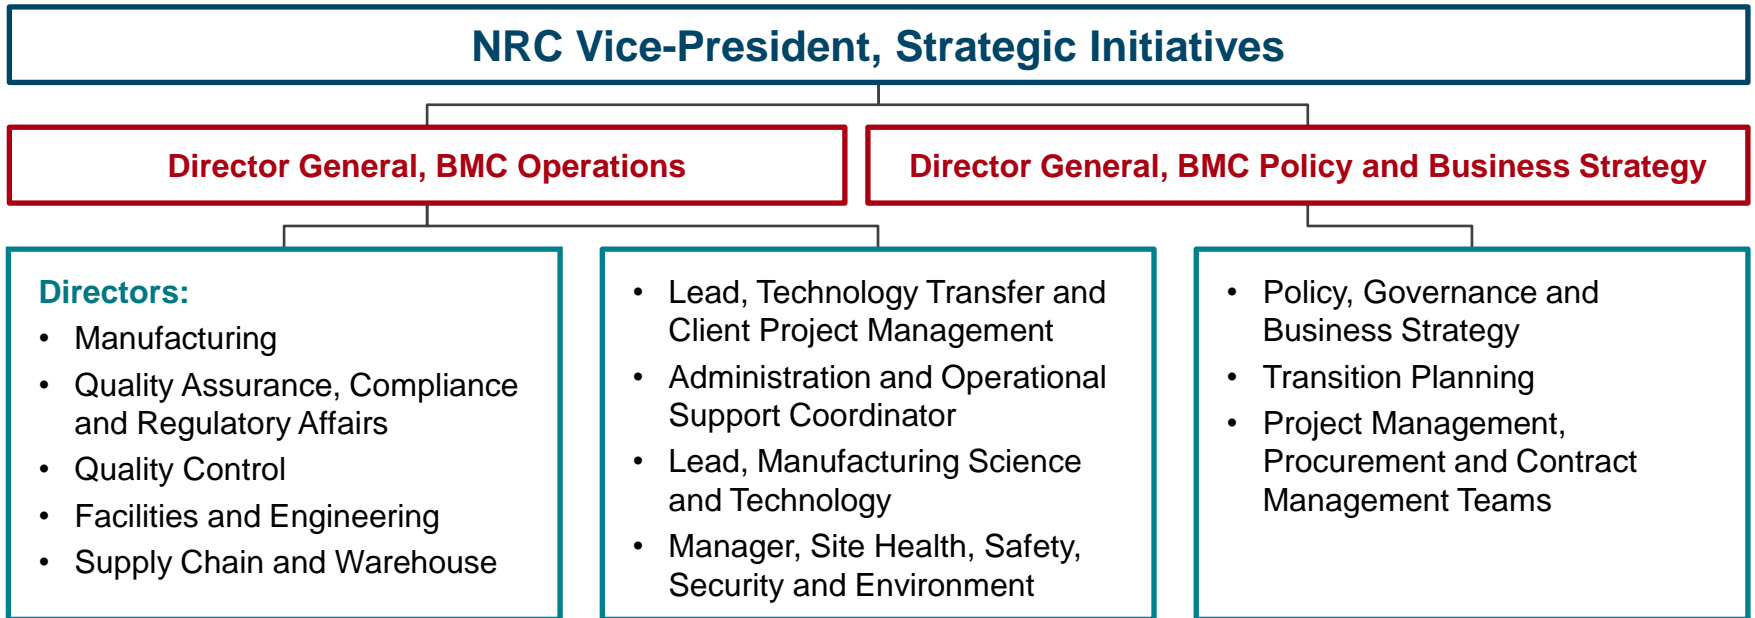 NRC Vice-President, Strategic Initiatives
Director General, BMC Operations
Director General, BMC Policy and Business Strategy
Directors:
• Manufacturing
• Quality Assurance, Compliance
and Regulatory Affairs
• Quality Control
• Facilities and Engineering
• Supply Chain and Warehouse
• Lead, Technology Transfer and
Client Project Management
• Administration and Operational
Support Coordinator
• Lead, Manufacturing Science
and Technology
• Manager, Site Health, Safety,
Security and Environment
• Policy, Governance and
Business Strategy
• Transition Planning
• Project Management,
Procurement and Contract
Management Teams